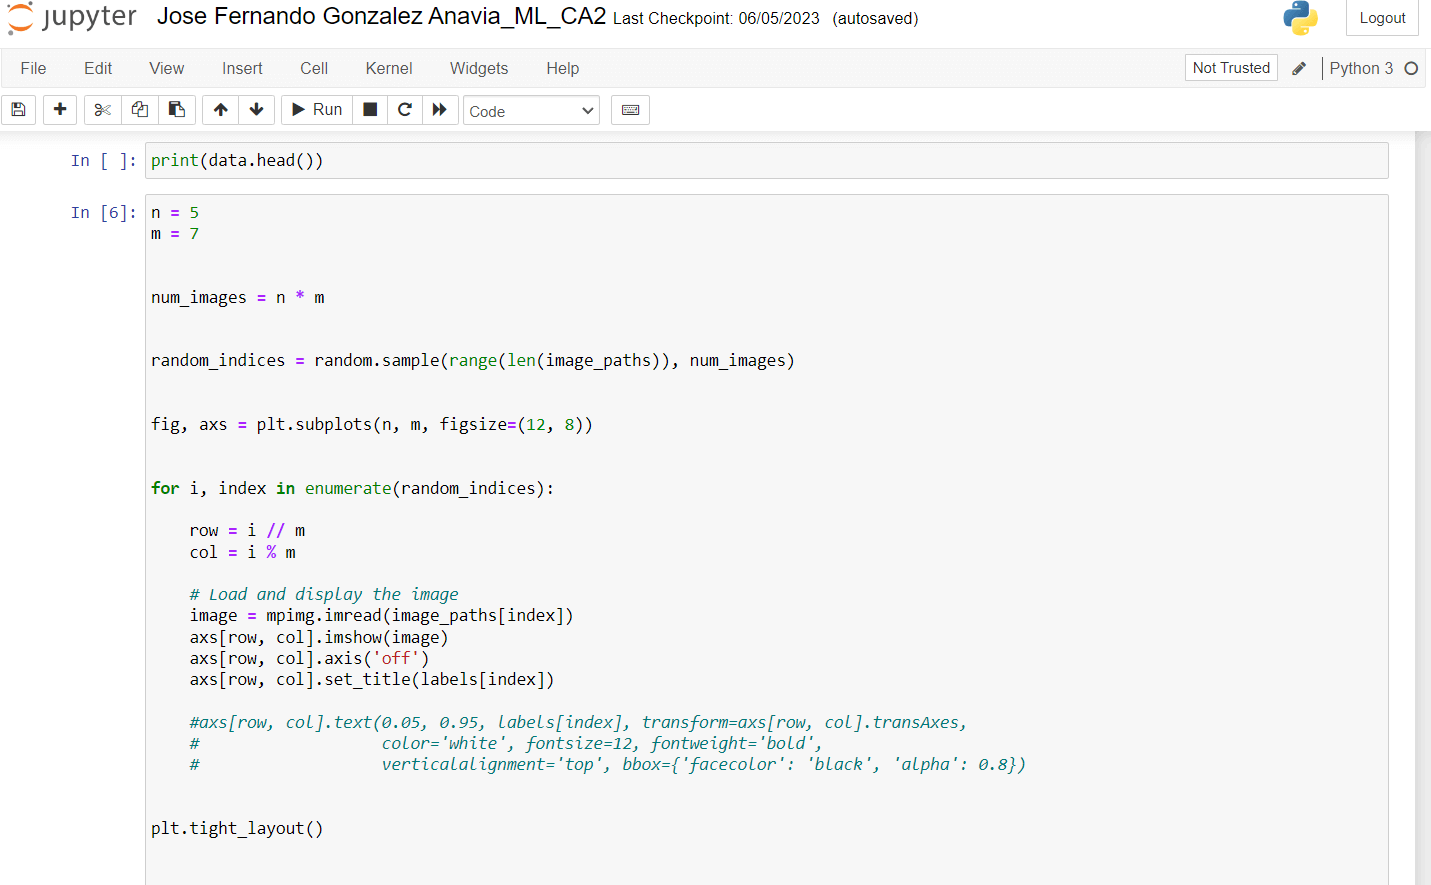 jupyter Jose Fernando Gonzalez Anavia_ML_CA2 Last Checkpoint: 06/05/2023 (autosaved) Logout
File Edit View Insert Cell Kernel Widgets Help Not Trusted Python 3
Run Code
In [ ]: print(data.head())
In [6]: n = 5
m = 7
num_images = n * m
random_indices = random.sample(range(len(image_paths)), num_images)
fig, axs = plt.subplots(n, m, figsize=(12, 8))
for i, index in enumerate(random_indices):
    row = i // m
    col = i % m
    # Load and display the image
    image = mpimg.imread(image_paths[index])
    axs[row, col].imshow(image)
    axs[row, col].axis('off')
    axs[row, col].set_title(labels[index])
    #axs[row, col].text(0.05, 0.95, labels[index], transform=axs[row, col].transAxes,
    #                   color='white', fontsize=12, fontweight='bold',
    #                   verticalalignment='top', bbox={'facecolor': 'black', 'alpha': 0.8})
plt.tight_layout()